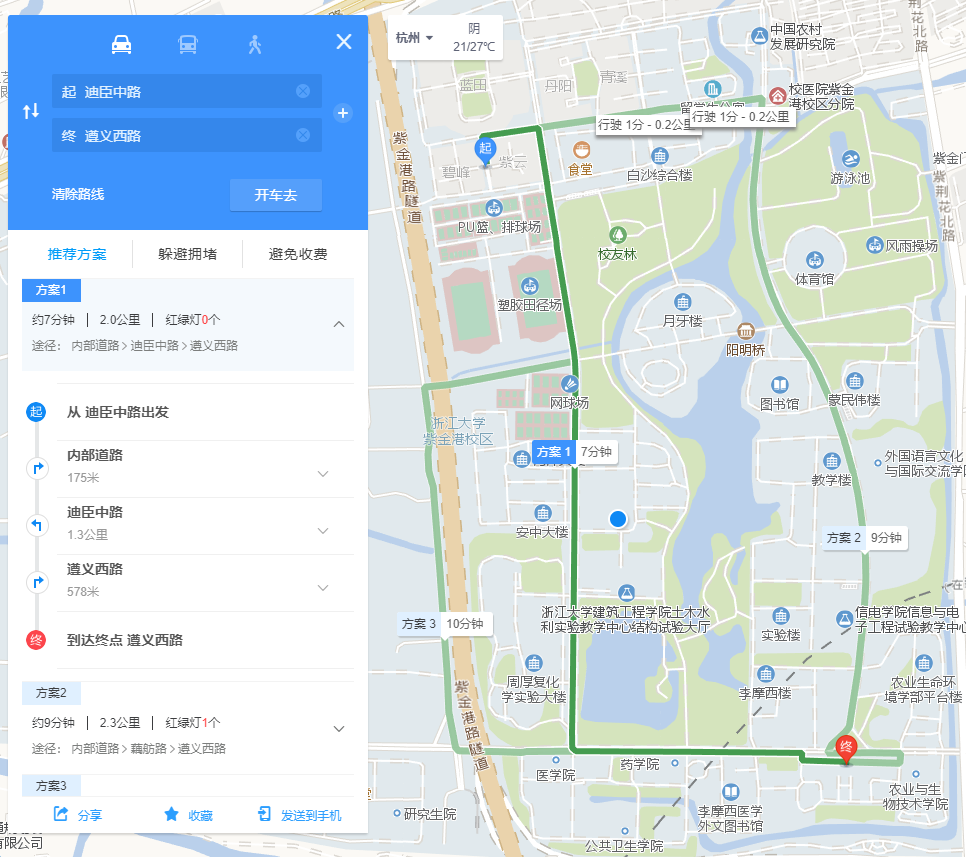 杭州
阴
21/27℃
起 迪臣中路
终 遵义西路
清除路线
开车去
推荐方案
躲避拥堵
避免收费
方案1
约7分钟 | 2.0公里 | 红绿灯0个
途径： 内部道路 > 迪臣中路 > 遵义西路
起 从 迪臣中路出发
内部道路
175米
迪臣中路
1.3公里
遵义西路
578米
终 到达终点 遵义西路
方案2
约9分钟 | 2.3公里 | 红绿灯1个
途径： 内部道路 > 藕舫路 > 遵义西路
方案3
分享
收藏
发送到手机
中国农村
发展研究院
荆
花
北
路
蓝田
丹阳
青溪
校医院紫金
港校区分院
行驶 1分 - 0.2公里
行驶 1分 - 0.2公里
紫金港路隧道
起
碧峰
紫云
食堂
白沙综合楼
游泳池
紫金门
紫荆花北路
PU篮、排球场
校友林
风雨操场
体育馆
塑胶田径场
月牙楼
阳明桥
网球场
图书馆
蒙民伟楼
浙江大学
紫金港校区
方案 1 7分钟
外国语言文化
与国际交流学院
教学楼
安中大楼
方案 2 9分钟
浙江大学建筑工程学院土木水
利实验教学中心结构试验大厅
信电学院信息与电
子工程试验教学中心
方案 3 10分钟
实验楼
周厚复化
学实验大楼
李摩西楼
农业生命环
境学部平台楼
紫金港路隧道
终
医学院
药学院
农业与生
物技术学院
研究生院
李摩西医学
外文图书馆
公共卫生学院
有限公司